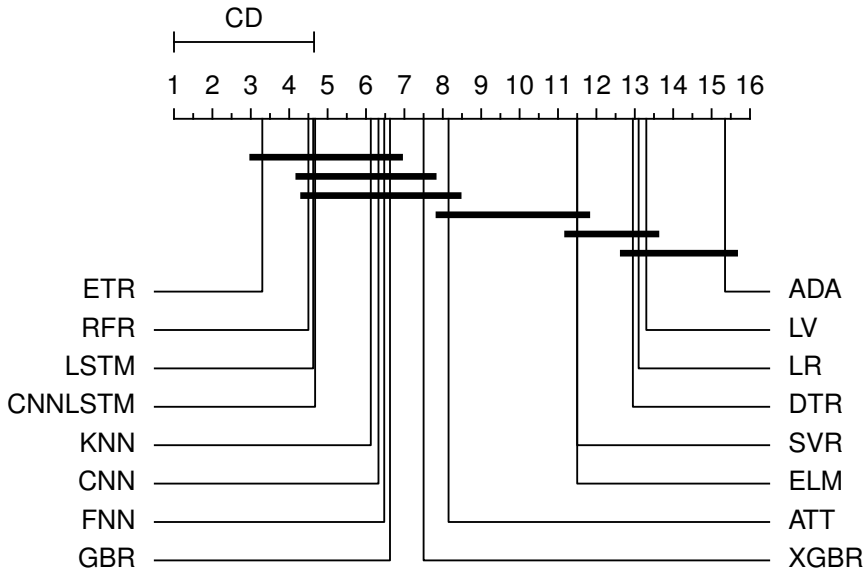 CD
1 2 3 4 5 6 7 8 9 10 11 12 13 14 15 16
ETR ADA
RFR LV
LSTM LR
CNNLSTM DTR
KNN SVR
CNN ELM
FNN ATT
GBR XGBR